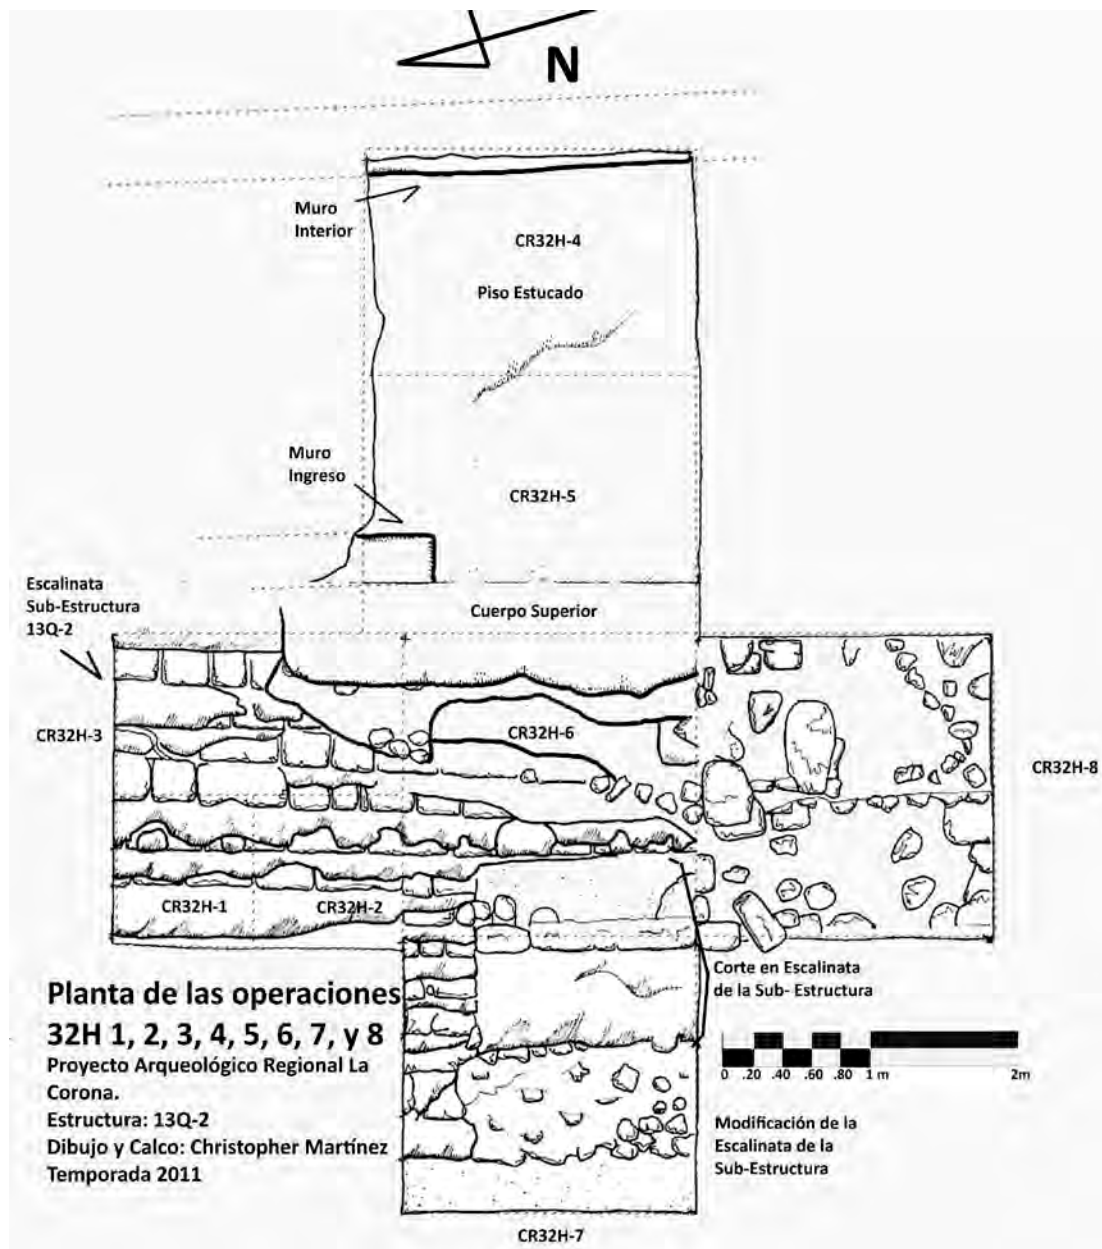 N
Muro
Interior
CR32H-4
Piso Estucado
Muro
Ingreso
CR32H-5
Escalinata
Sub-Estructura
13Q-2
Cuerpo Superior
CR32H-3
CR32H-6
CR32H-8
CR32H-1
CR32H-2
Corte en Escalinata
de la Sub- Estructura
Planta de las operaciones
32H 1, 2, 3, 4, 5, 6, 7, y 8
Proyecto Arqueológico Regional La
Corona.
Estructura: 13Q-2
Dibujo y Calco: Christopher Martínez
Temporada 2011
0 .20 .40 .60 .80 1 m 2m
Modificación de la
Escalinata de la
Sub-Estructura
CR32H-7